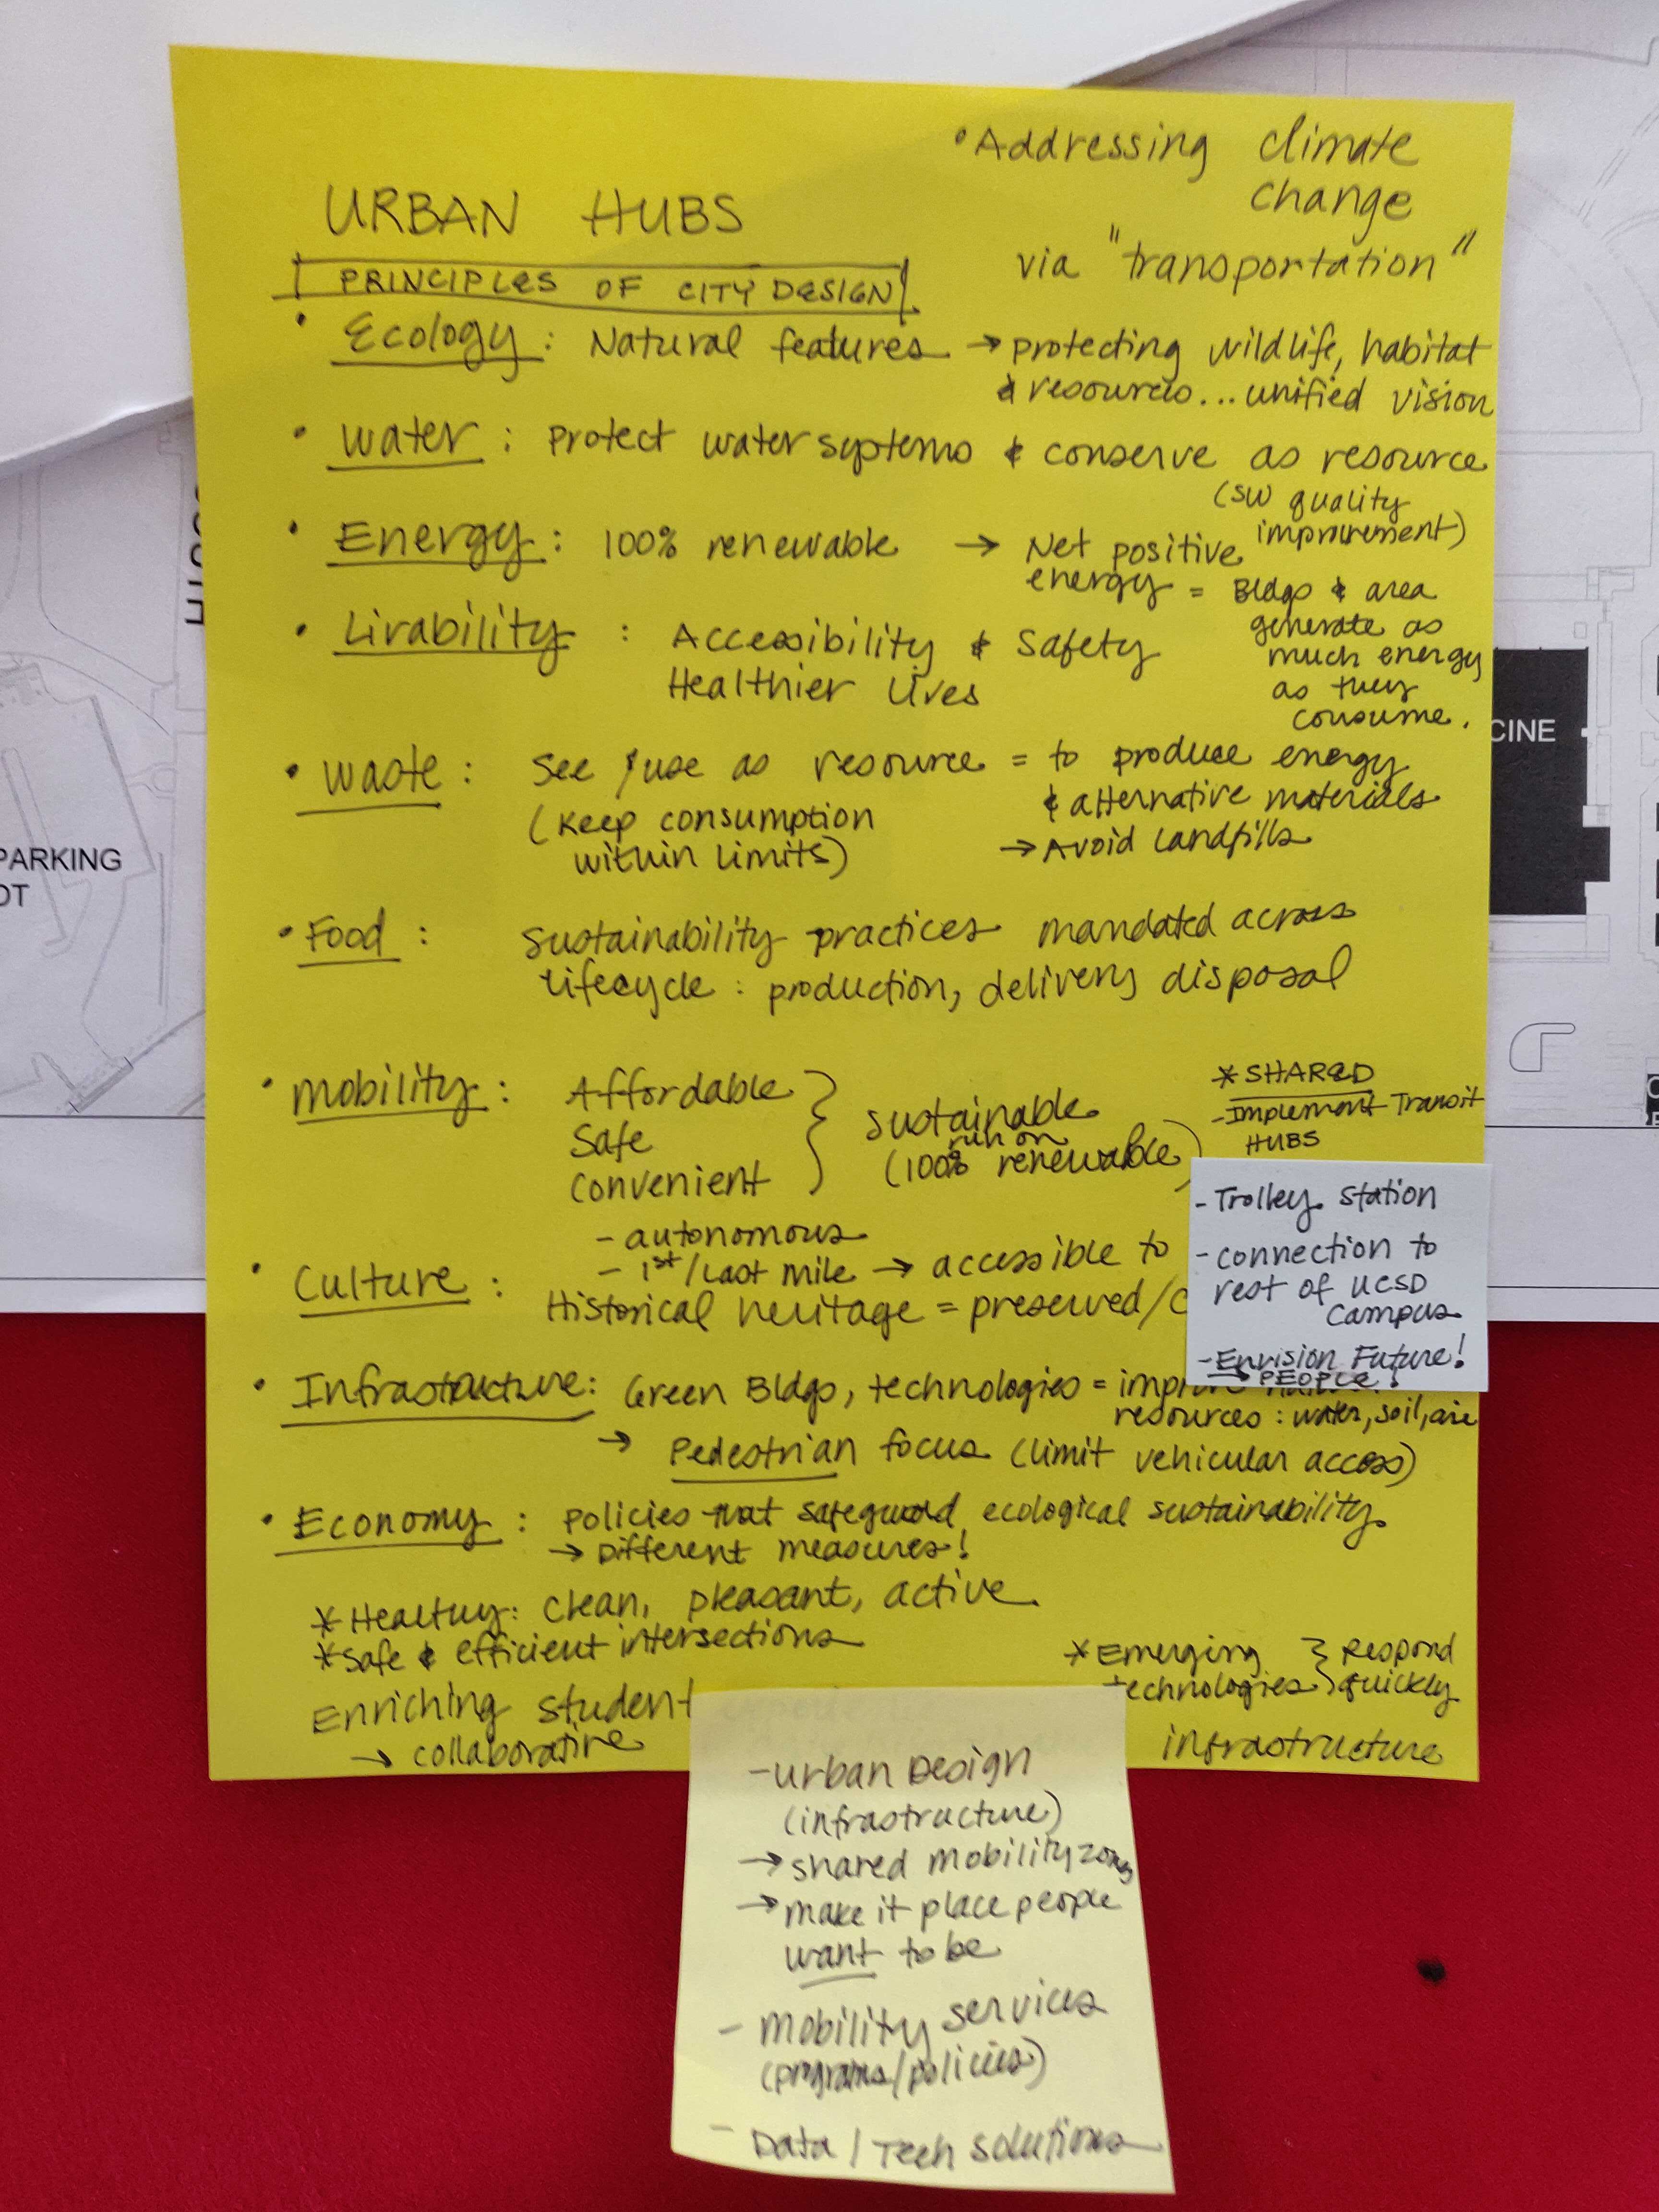 • Addressing climate
change
via "transportation"
URBAN HUBS
PRINCIPLES OF CITY DESIGN
• Ecology : Natural features → protecting wildlife, habitat
& resources... unified vision
• Water : Protect water systems & conserve as resource
(SW quality
improvement)
• Energy : 100% renewable → Net positive
energy = Bldgs & area
generate as
much energy
as they
consume.
• Livability : Accessibility & Safety
Healthier Lives
• Waste : See / use as resource = to produce energy
& alternative materials
(Keep consumption
within limits)
→ Avoid Landfills
• Food : Sustainability practices mandated across
lifecycle : production, delivery disposal
• Mobility : Affordable
Safe
Convenient
} sustainable
run on
(100% renewable)
* SHARED
- Implement Transit
HUBS
- autonomous
- 1st/Last mile → accessible to
• Culture :
Historical heritage = preserved/
- Trolley station
- connection to
rest of UCSD
Campus
- Envision Future!
→ PEOPLE!
• Infrastructure : Green Bldgs, technologies =
resources : water, soil, air
→ Pedestrian focus (limit vehicular access)
• Economy : policies that safeguard ecological sustainability
→ Different measures!
* Healthy : clean, pleasant, active
* Safe & efficient intersections
* Emerging
technologies
} Respond
quickly
Enriching student
→ collaborative
infrastructure
- Urban Design
(infrastructure)
→ shared mobility zones
→ make it place people
want to be
- Mobility services
(programs/policies)
- Data / Tech solutions
PARKING
OT
CINE